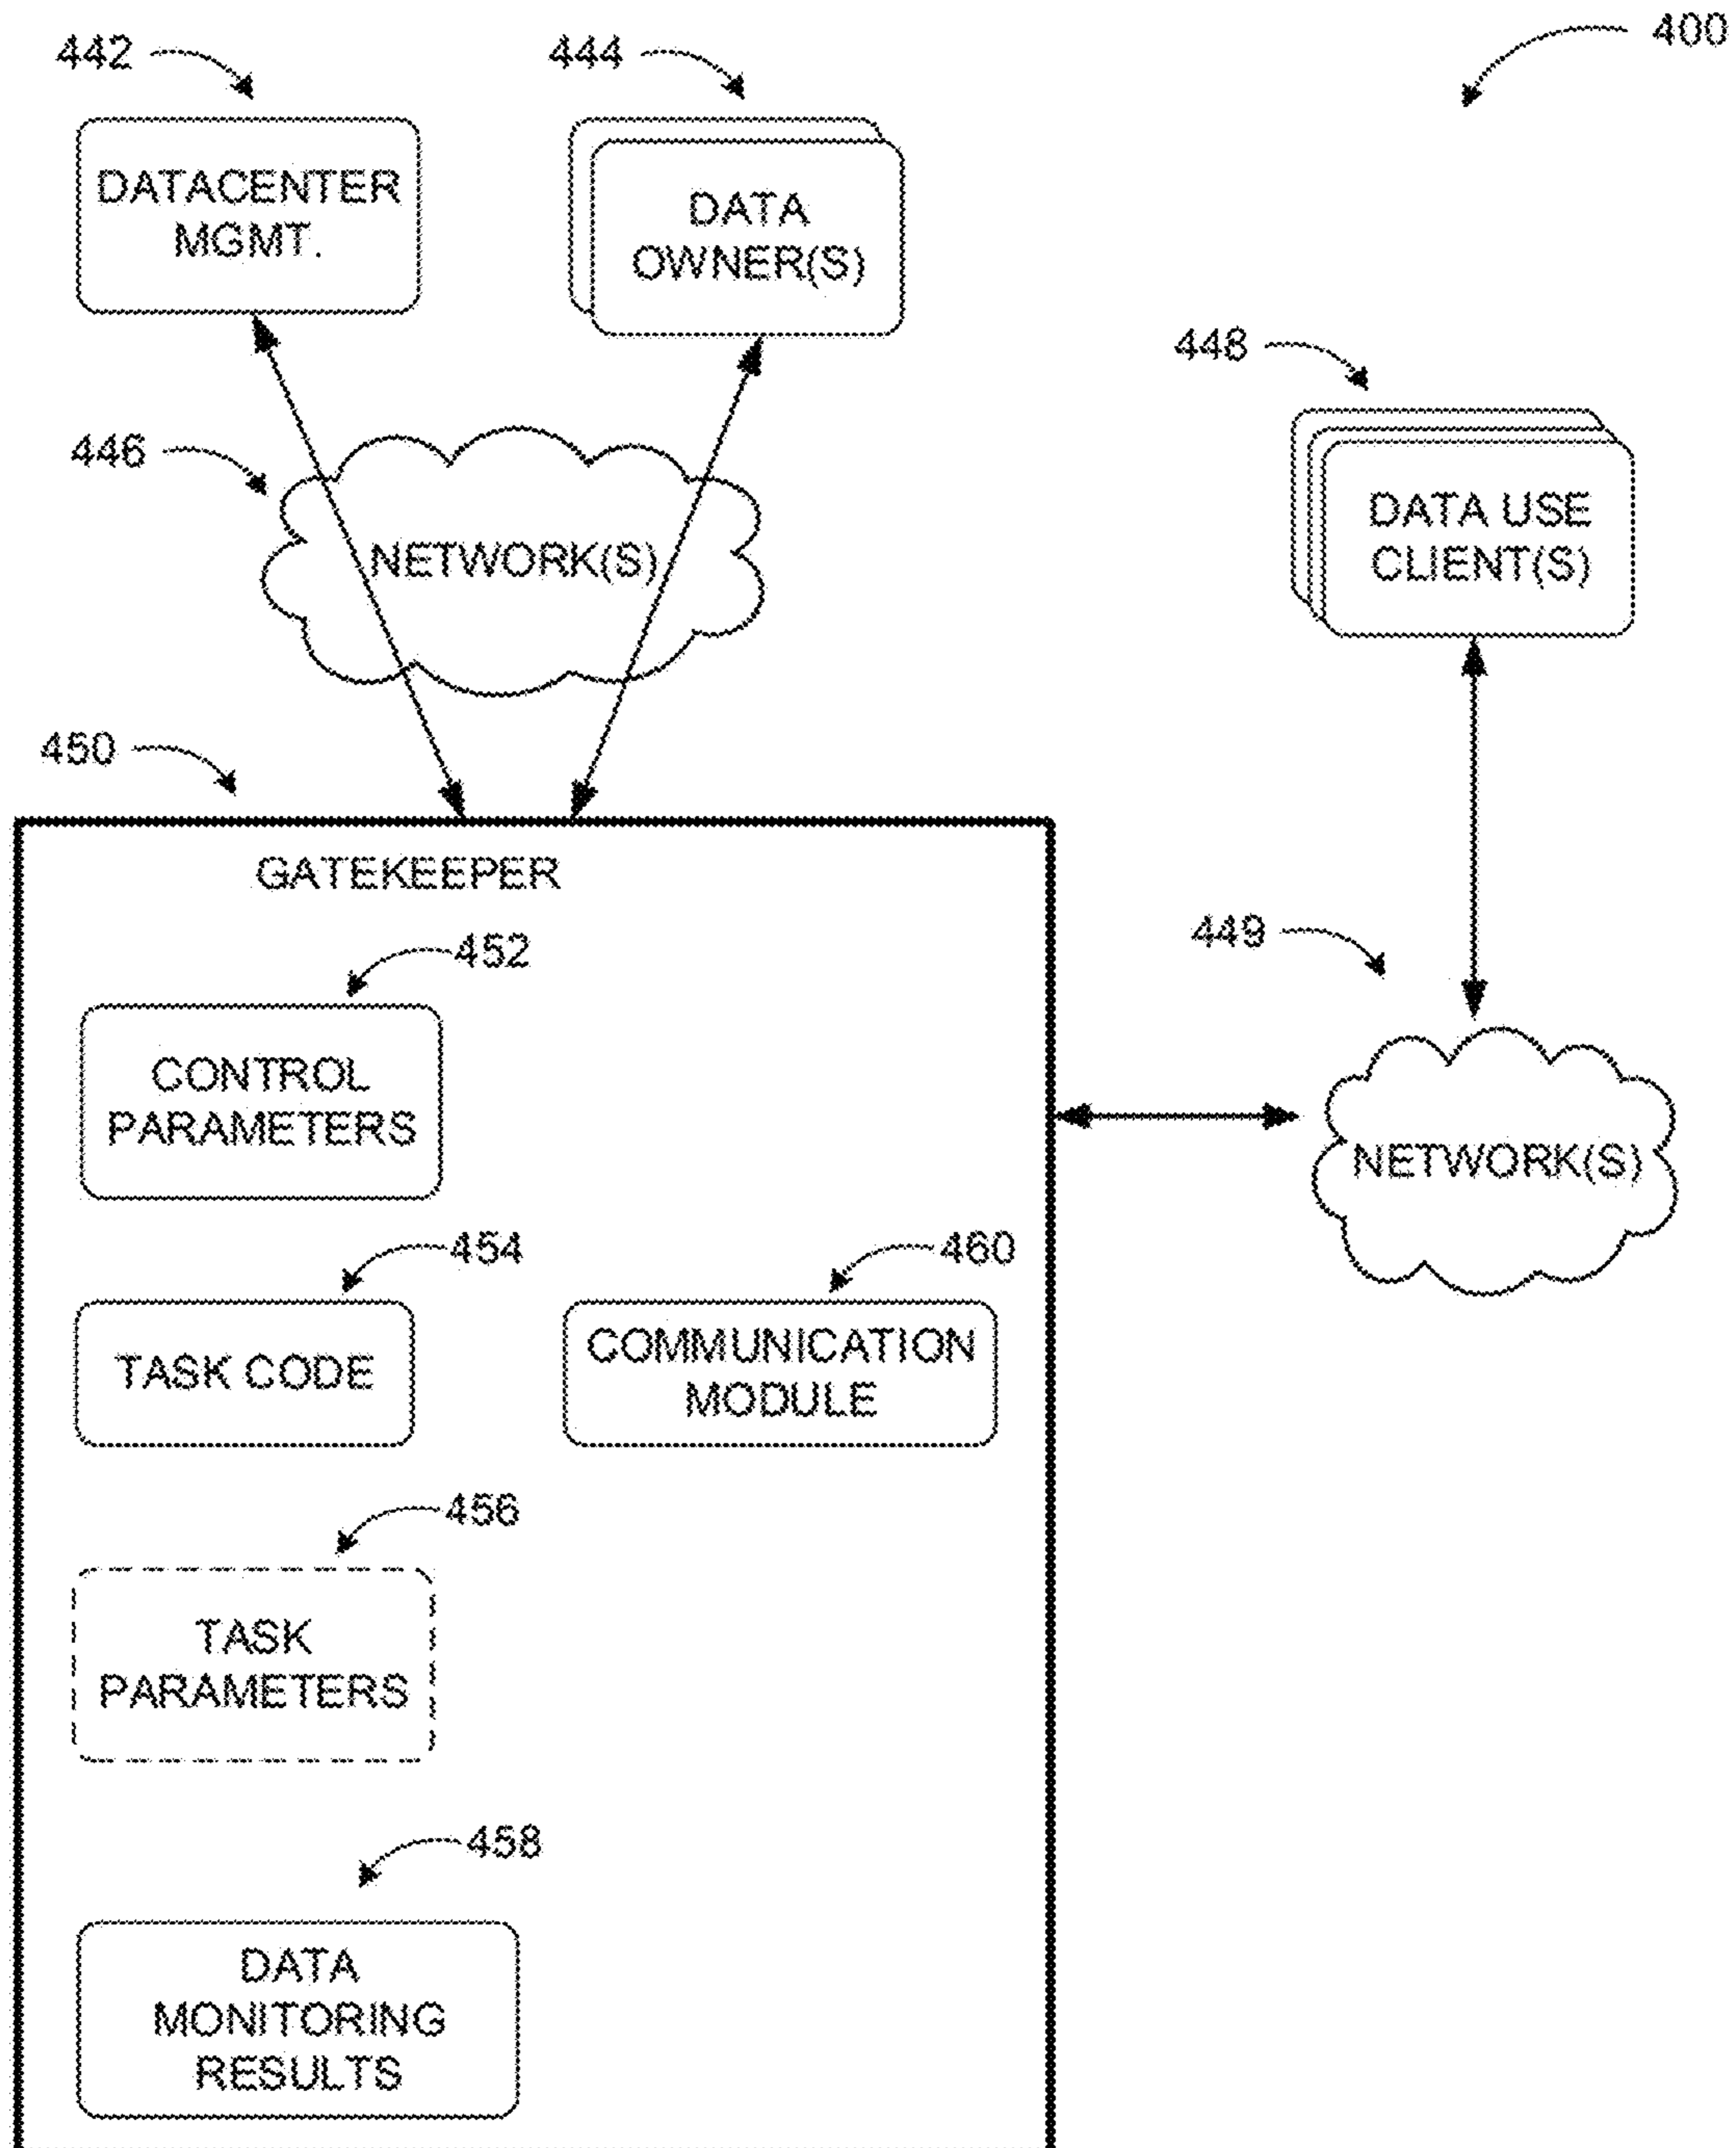 400
442
444
DATACENTER
MGMT.
DATA
OWNER(S)
448
446
DATA USE
CLIENT(S)
NETWORK(S)
450
GATEKEEPER
449
452
CONTROL
PARAMETERS
NETWORK(S)
454
460
TASK CODE
COMMUNICATION
MODULE
456
TASK
PARAMETERS
458
DATA
MONITORING
RESULTS